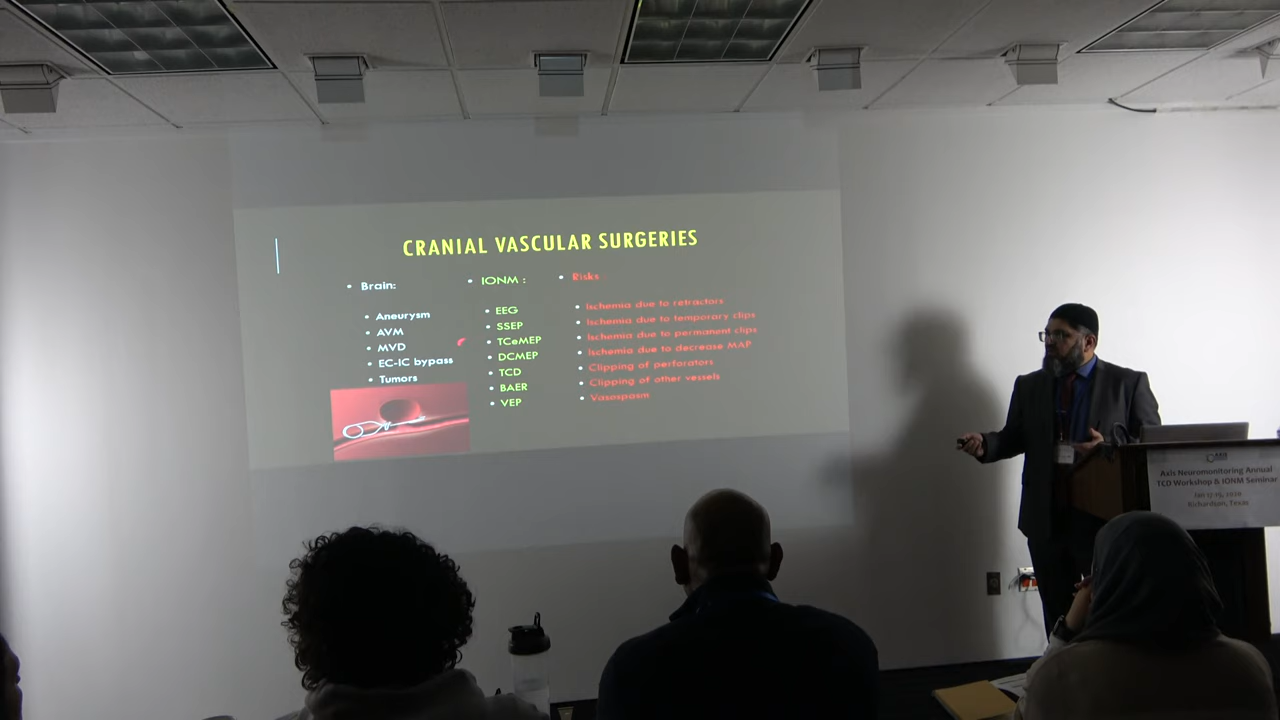 CRANIAL VASCULAR SURGERIES
• Brain:
• Aneurysm
• AVM
• MVD
• EC-IC bypass
• Tumors
• IONM :
• EEG
• SSEP
• TCeMEP
• DCMEP
• TCD
• BAER
• VEP
• Risks
• Ischemia due to retractors
• Ischemia due to temporary clips
• Ischemia due to permanent clips
• Ischemia due to decrease MAP
• Clipping of perforators
• Clipping of other vessels
• Vasospasm
AXIS
Axis Neuromonitoring Annual
TCD Workshop & IONM Seminar
Richardson, Texas